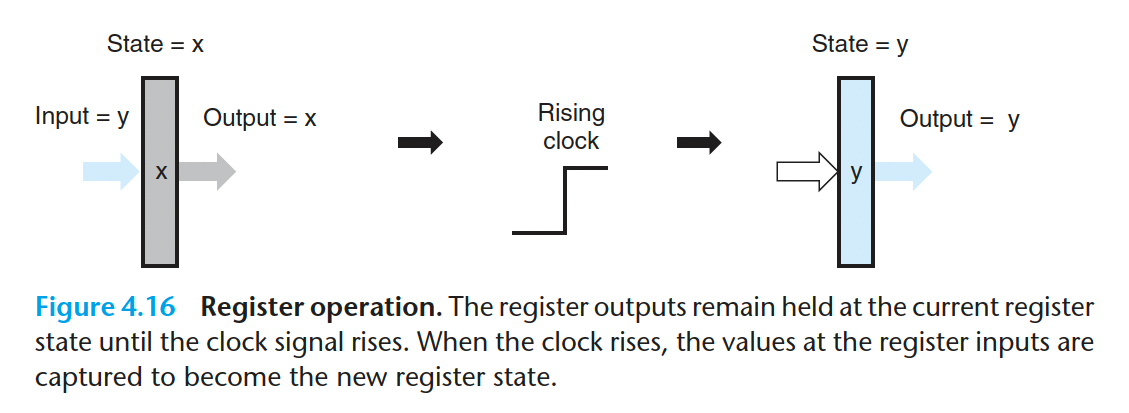 State = x
State = y
Input = y
Output = x
Rising
clock
Output = y
x
y
Figure 4.16 Register operation. The register outputs remain held at the current register
state until the clock signal rises. When the clock rises, the values at the register inputs are
captured to become the new register state.